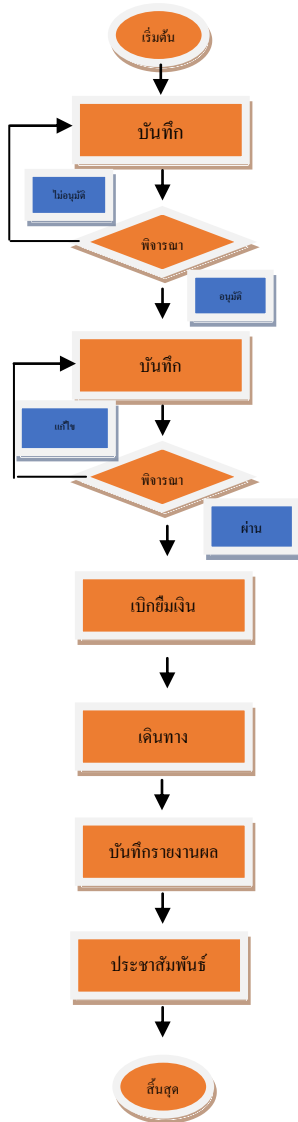 เริ่มต้น
บันทึก
ไม่อนุมัติ
พิจารณา
อนุมัติ
บันทึก
แก้ไข
พิจารณา
ผ่าน
เบิกยืมเงิน
เดินทาง
บันทึกรายงานผล
ประชาสัมพันธ์
สิ้นสุด